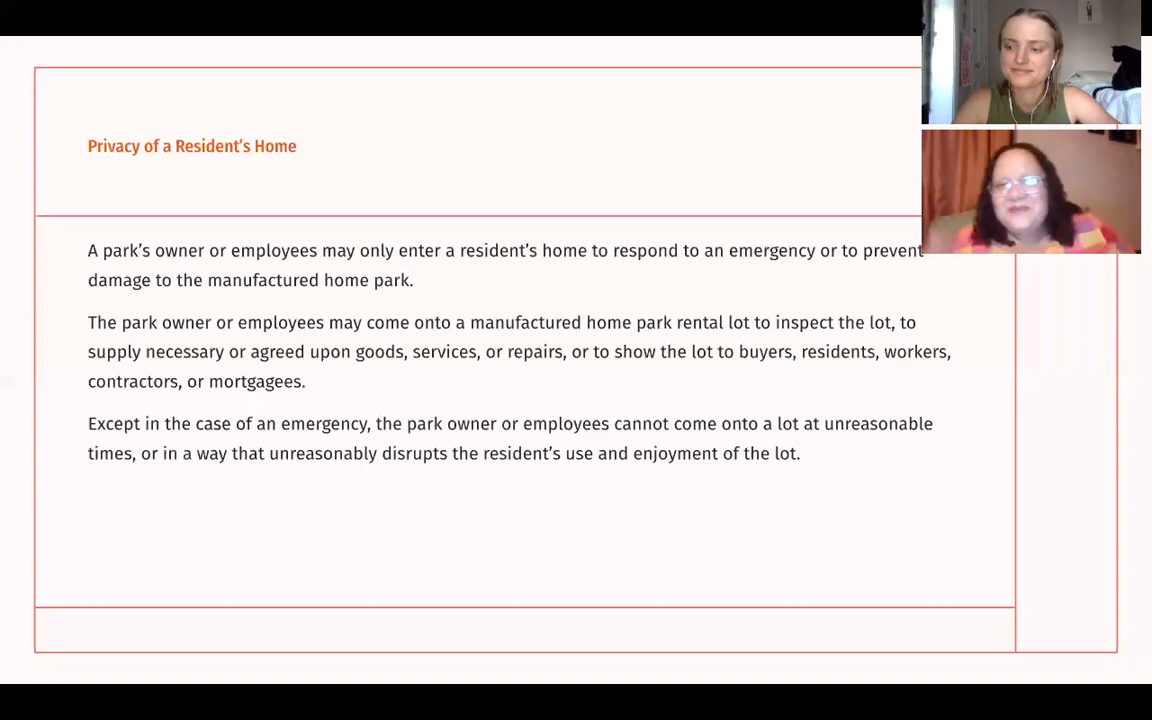 Privacy of a Resident’s Home
A park’s owner or employees may only enter a resident’s home to respond to an emergency or to prevent
damage to the manufactured home park.
The park owner or employees may come onto a manufactured home park rental lot to inspect the lot, to
supply necessary or agreed upon goods, services, or repairs, or to show the lot to buyers, residents, workers,
contractors, or mortgagees.
Except in the case of an emergency, the park owner or employees cannot come onto a lot at unreasonable
times, or in a way that unreasonably disrupts the resident’s use and enjoyment of the lot.